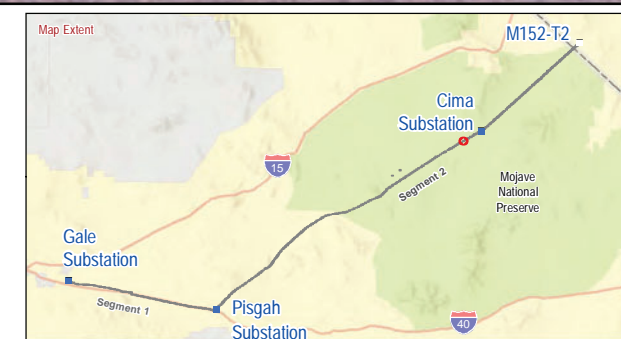 Map Extent
M152-T2
Cima
Substation
15
Segment 2
Mojave
National
Preserve
Gale
Substation
Segment 1
Pisgah
Substation
40